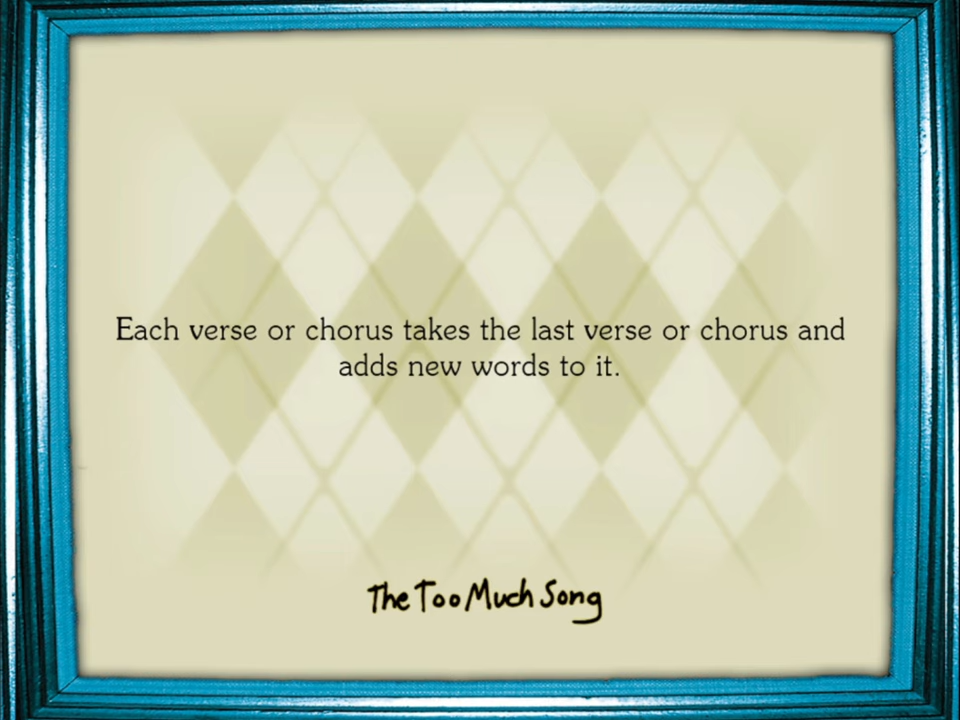 Each verse or chorus takes the last verse or chorus and
adds new words to it.
The Too Much Song